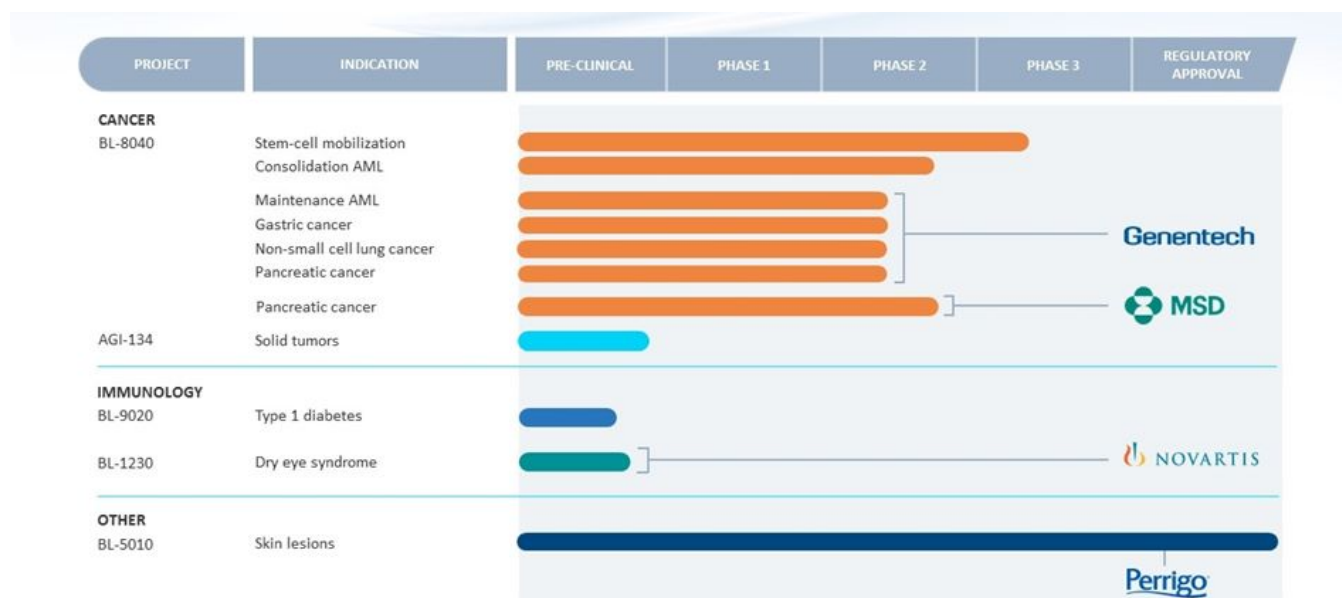 PROJECT INDICATION PRE-CLINICAL PHASE 1 PHASE 2 PHASE 3 REGULATORY APPROVAL
CANCER
BL-8040 Stem-cell mobilization
Consolidation AML
Maintenance AML
Gastric cancer
Genentech
Non-small cell lung cancer
Pancreatic cancer
Pancreatic cancer MSD
AGI-134 Solid tumors
IMMUNOLOGY
BL-9020 Type 1 diabetes
BL-1230 Dry eye syndrome NOVARTIS
OTHER
BL-5010 Skin lesions
Perrigo